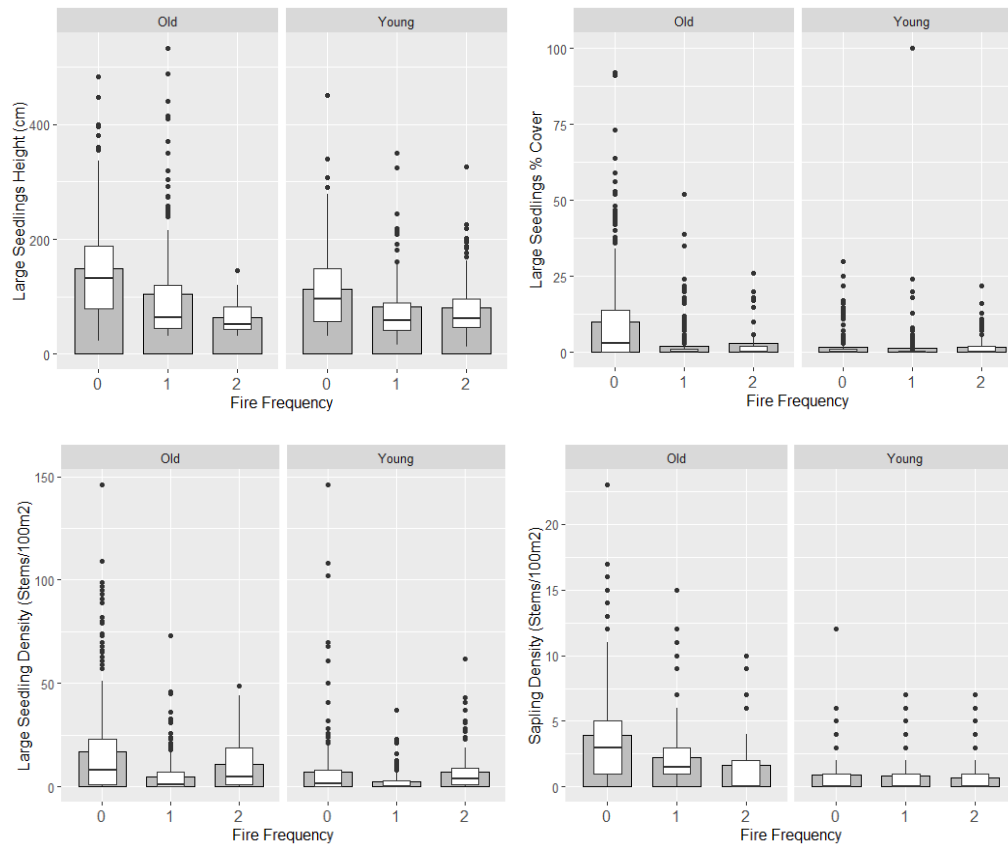 Old Young
Large Seedlings Height (cm)
400
200
0
0 1 2 0 1 2
Fire Frequency
Old Young
Large Seedlings % Cover
100
75
50
25
0
0 1 2 0 1 2
Fire Frequency
Old Young
Large Seedling Density (Stems/100m2)
150
100
50
0
0 1 2 0 1 2
Fire Frequency
Old Young
Sapling Density (Stems/100m2)
20
15
10
5
0
0 1 2 0 1 2
Fire Frequency